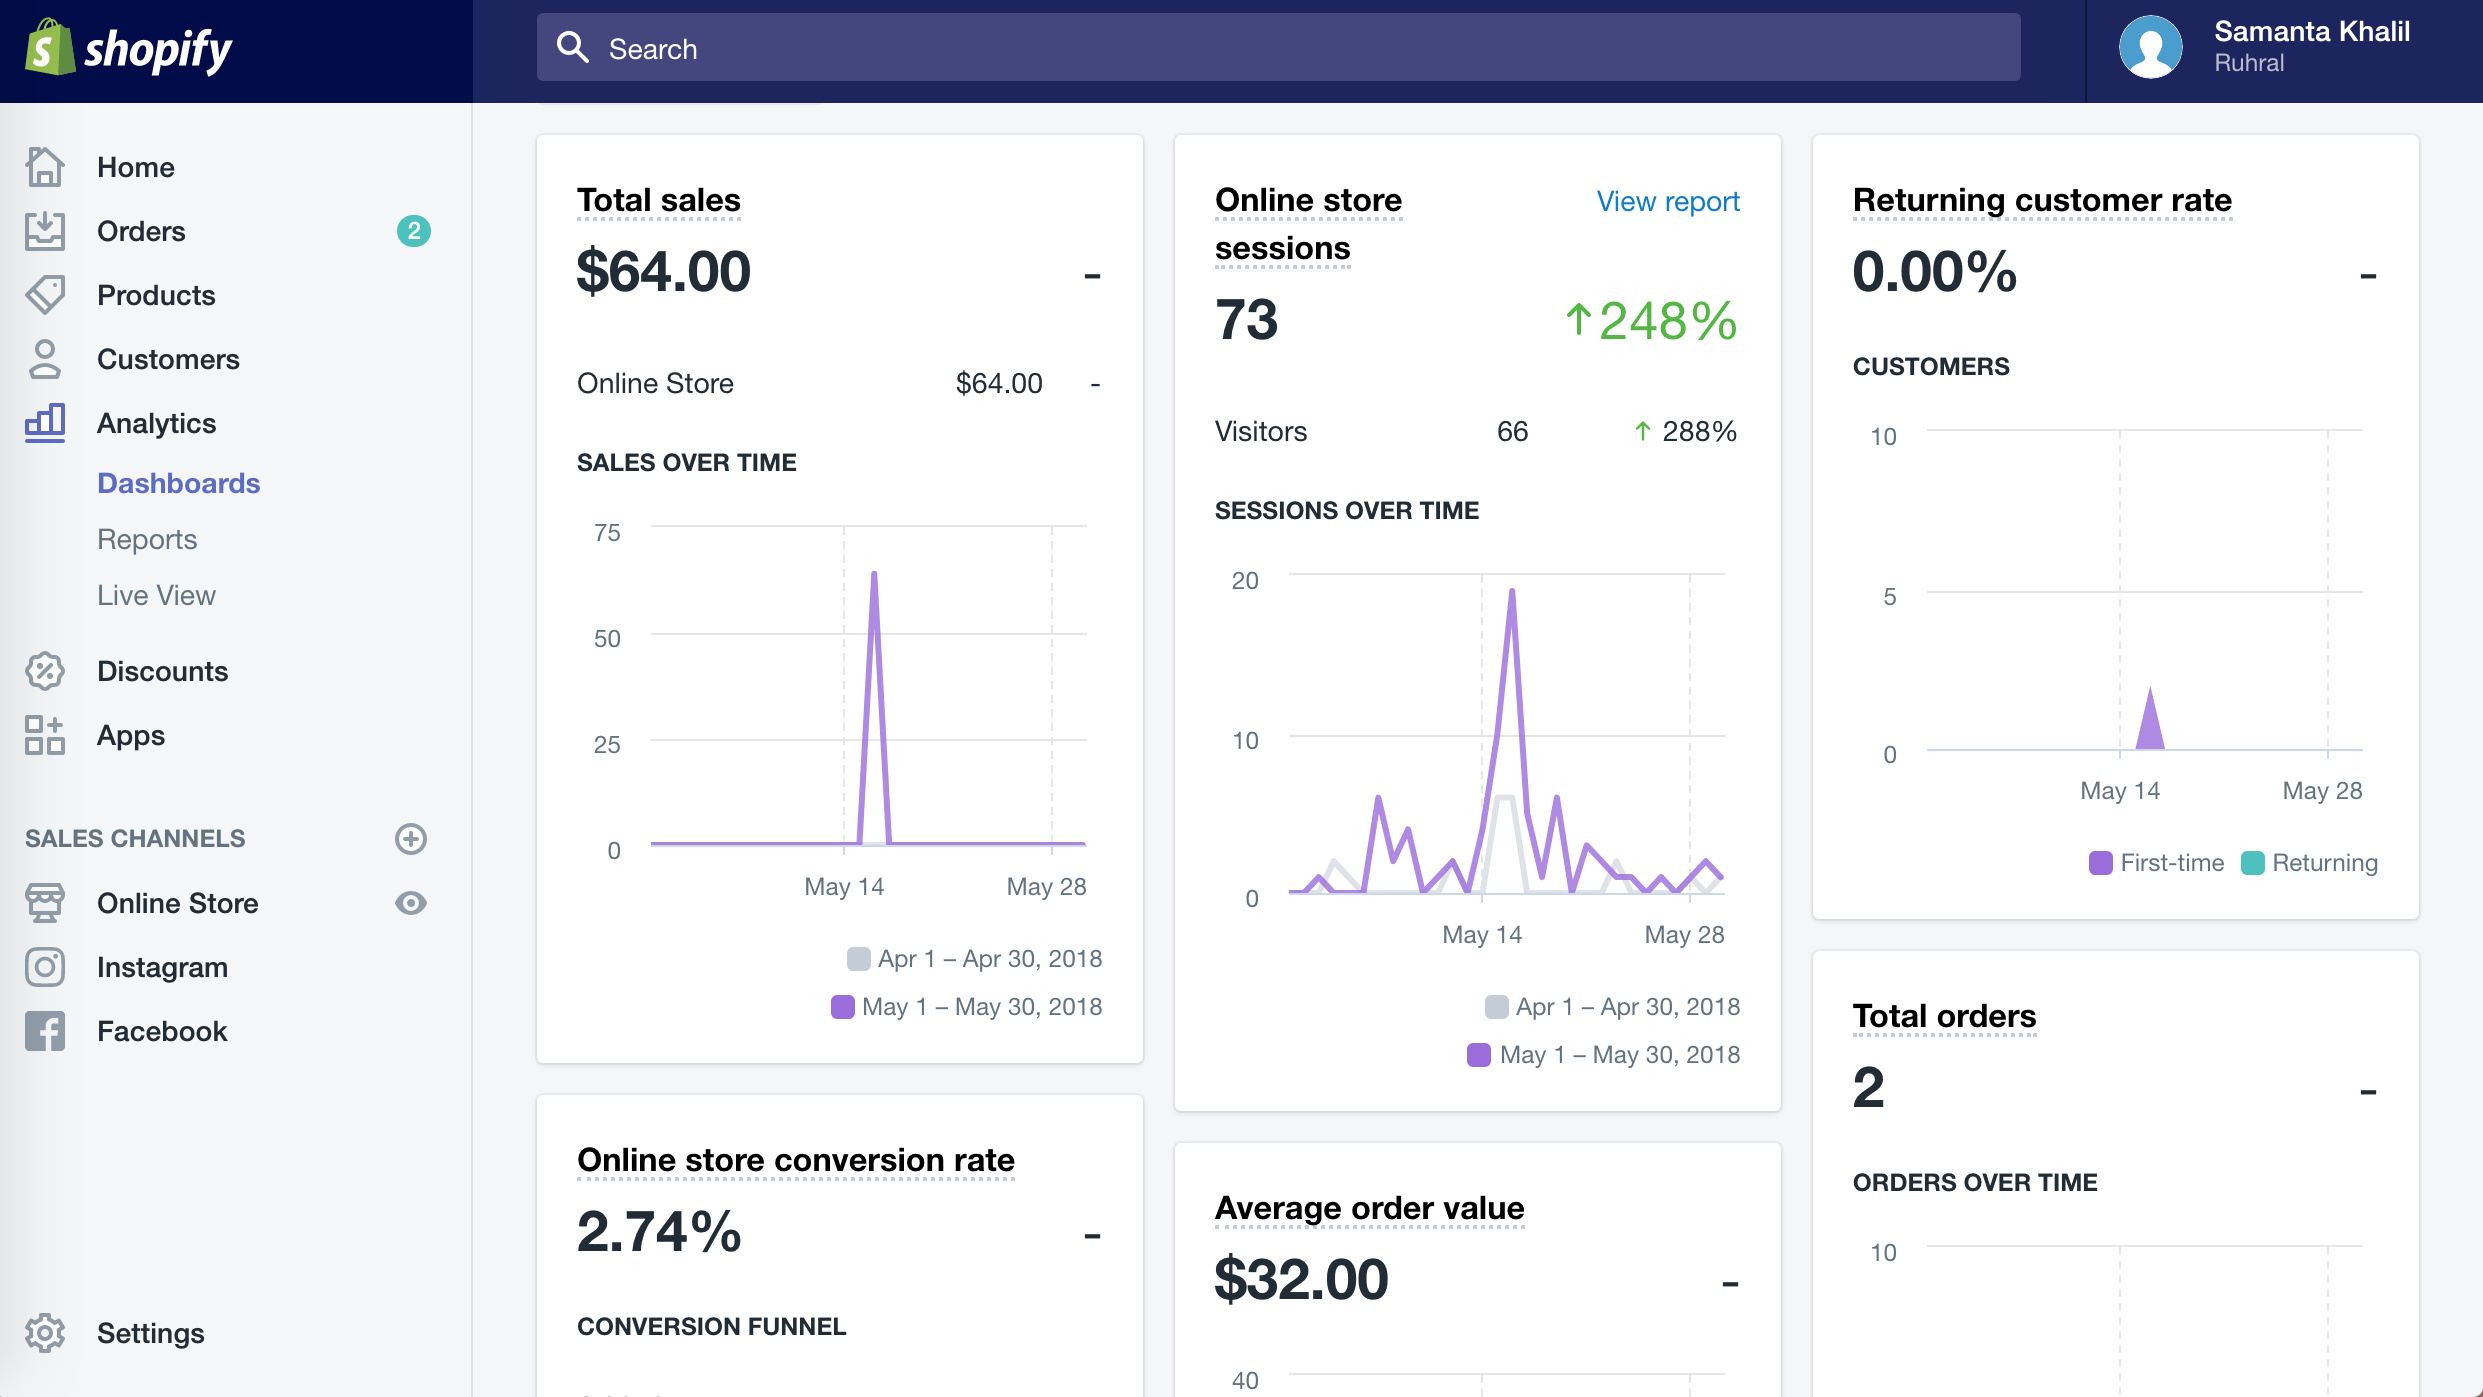 shopify
Search
Samanta Khalil
Ruhral
Home
Orders 2
Products
Customers
Analytics
Dashboards
Reports
Live View
Discounts
Apps
SALES CHANNELS
Online Store
Instagram
Facebook
Settings
Total sales
$64.00 -
Online Store $64.00 -
SALES OVER TIME
75
50
25
0
May 14 May 28
Apr 1 – Apr 30, 2018
May 1 – May 30, 2018
Online store conversion rate
2.74% -
CONVERSION FUNNEL
Online store View report
sessions
73 ↑248%
Visitors 66 ↑ 288%
SESSIONS OVER TIME
20
10
0
May 14 May 28
Apr 1 – Apr 30, 2018
May 1 – May 30, 2018
Average order value
$32.00 -
40
Returning customer rate
0.00% -
CUSTOMERS
10
5
0
May 14 May 28
First-time Returning
Total orders
2 -
ORDERS OVER TIME
10